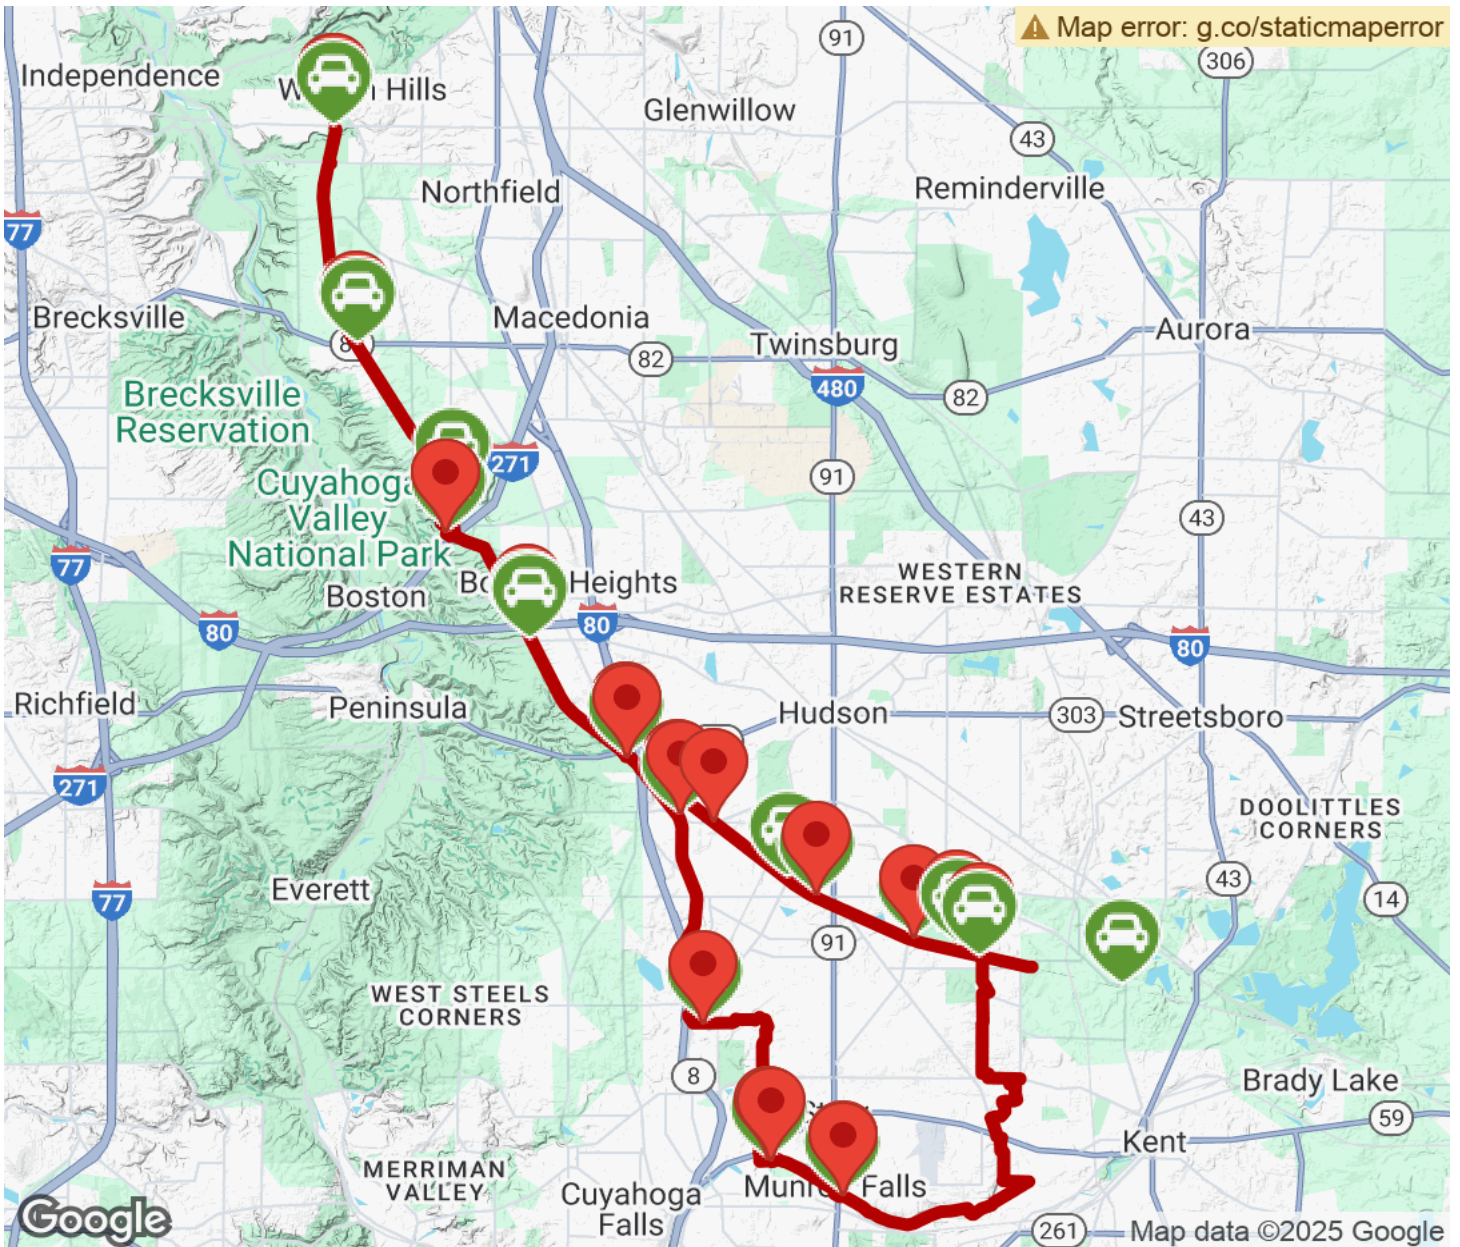 Map error: g.co/staticmaperror
91
306
Independence
Hills
Glenwillow
43
Reminderville
Northfield
77
Brecksville
Macedonia
82
Twinsburg
Aurora
480
82
Brecksville
Reservation
271
91
Cuyahoga
Valley
National Park
43
77
WESTERN
RESERVE ESTATES
Heights
Boston
80
80
80
Richfield
Peninsula
Hudson
303
Streetsboro
271
DOOLITTLES
CORNERS
Everett
77
43
14
91
WEST STEELS
CORNERS
8
Brady Lake
59
Kent
MERRIMAN
VALLEY
Cuyahoga
Falls
Falls
261
Google
Map data ©2025 Google